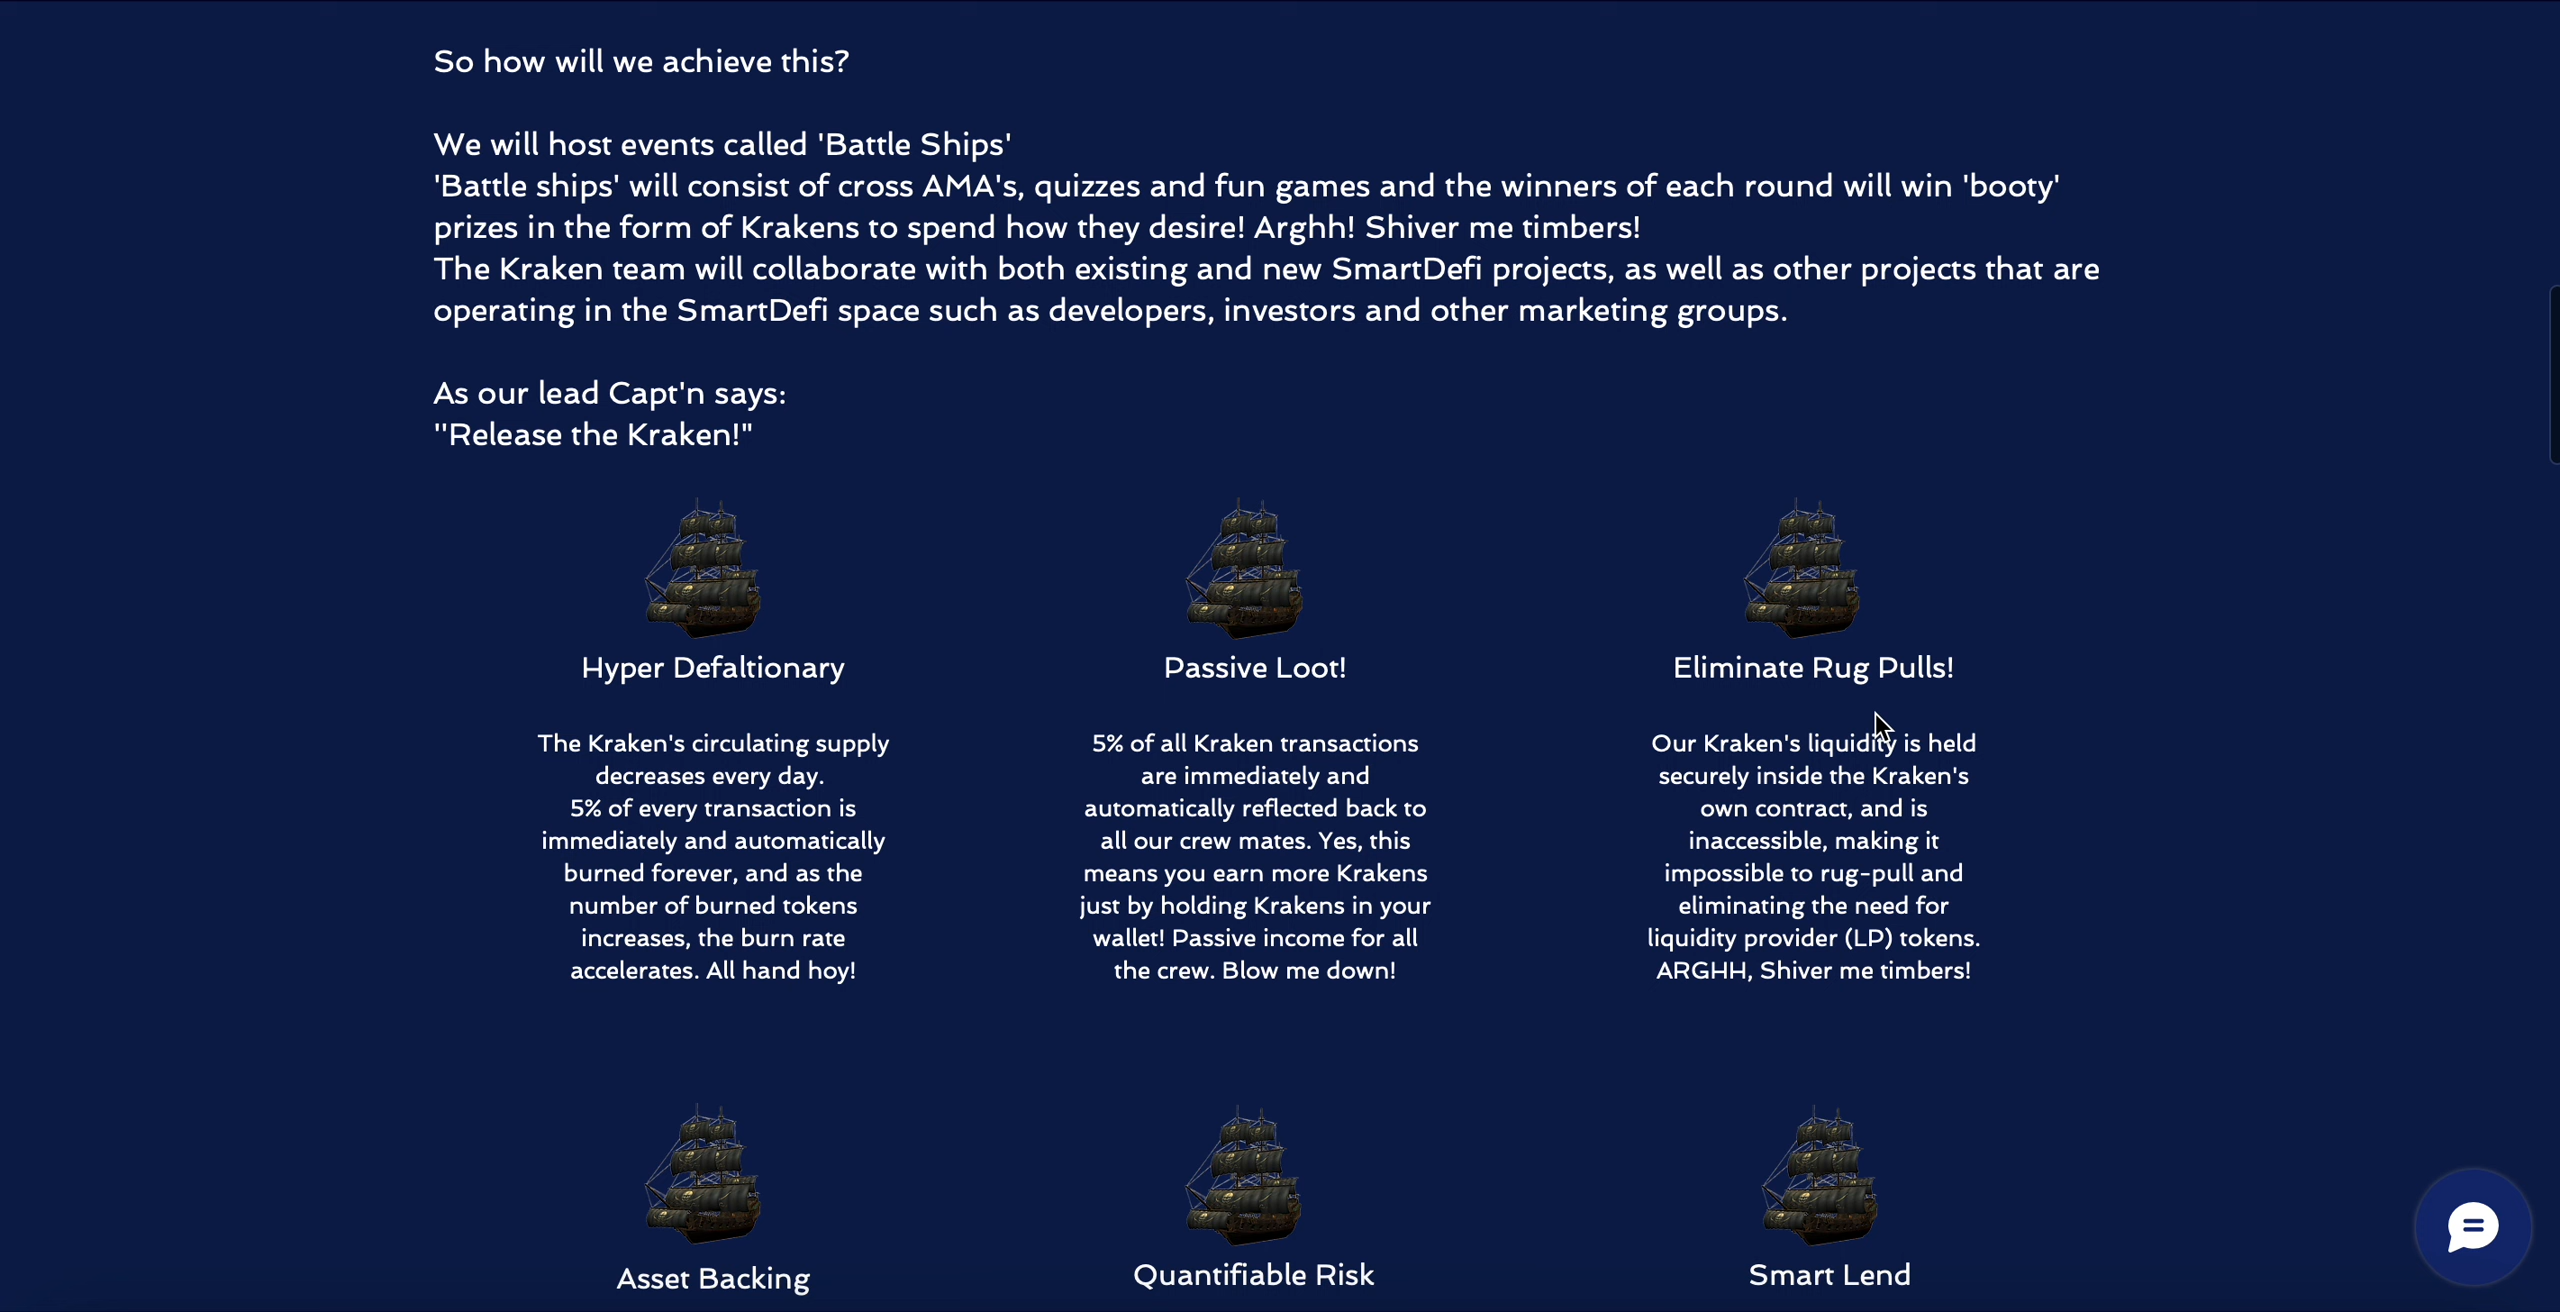 So how will we achieve this?
We will host events called 'Battle Ships'
'Battle ships' will consist of cross AMA's, quizzes and fun games and the winners of each round will win 'booty'
prizes in the form of Krakens to spend how they desire! Arghh! Shiver me timbers!
The Kraken team will collaborate with both existing and new SmartDefi projects, as well as other projects that are
operating in the SmartDefi space such as developers, investors and other marketing groups.
As our lead Capt'n says:
''Release the Kraken!"
Hyper Defaltionary
The Kraken's circulating supply
decreases every day.
5% of every transaction is
immediately and automatically
burned forever, and as the
number of burned tokens
increases, the burn rate
accelerates. All hand hoy!
Passive Loot!
5% of all Kraken transactions
are immediately and
automatically reflected back to
all our crew mates. Yes, this
means you earn more Krakens
just by holding Krakens in your
wallet! Passive income for all
the crew. Blow me down!
Eliminate Rug Pulls!
Our Kraken's liquidity is held
securely inside the Kraken's
own contract, and is
inaccessible, making it
impossible to rug-pull and
eliminating the need for
liquidity provider (LP) tokens.
ARGHH, Shiver me timbers!
Asset Backing
Quantifiable Risk
Smart Lend